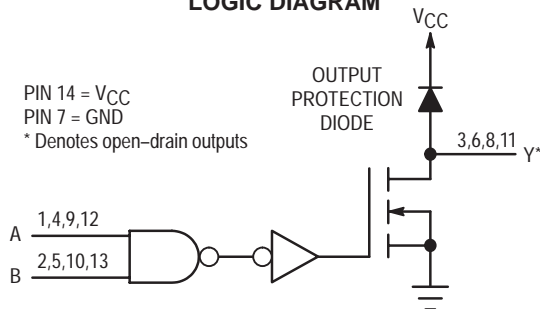 LOGIC DIAGRAM
VCC
OUTPUT
PROTECTION
DIODE
PIN 14 = VCC
PIN 7 = GND
* Denotes open–drain outputs
3,6,8,11
Y*
A
1,4,9,12
B
2,5,10,13